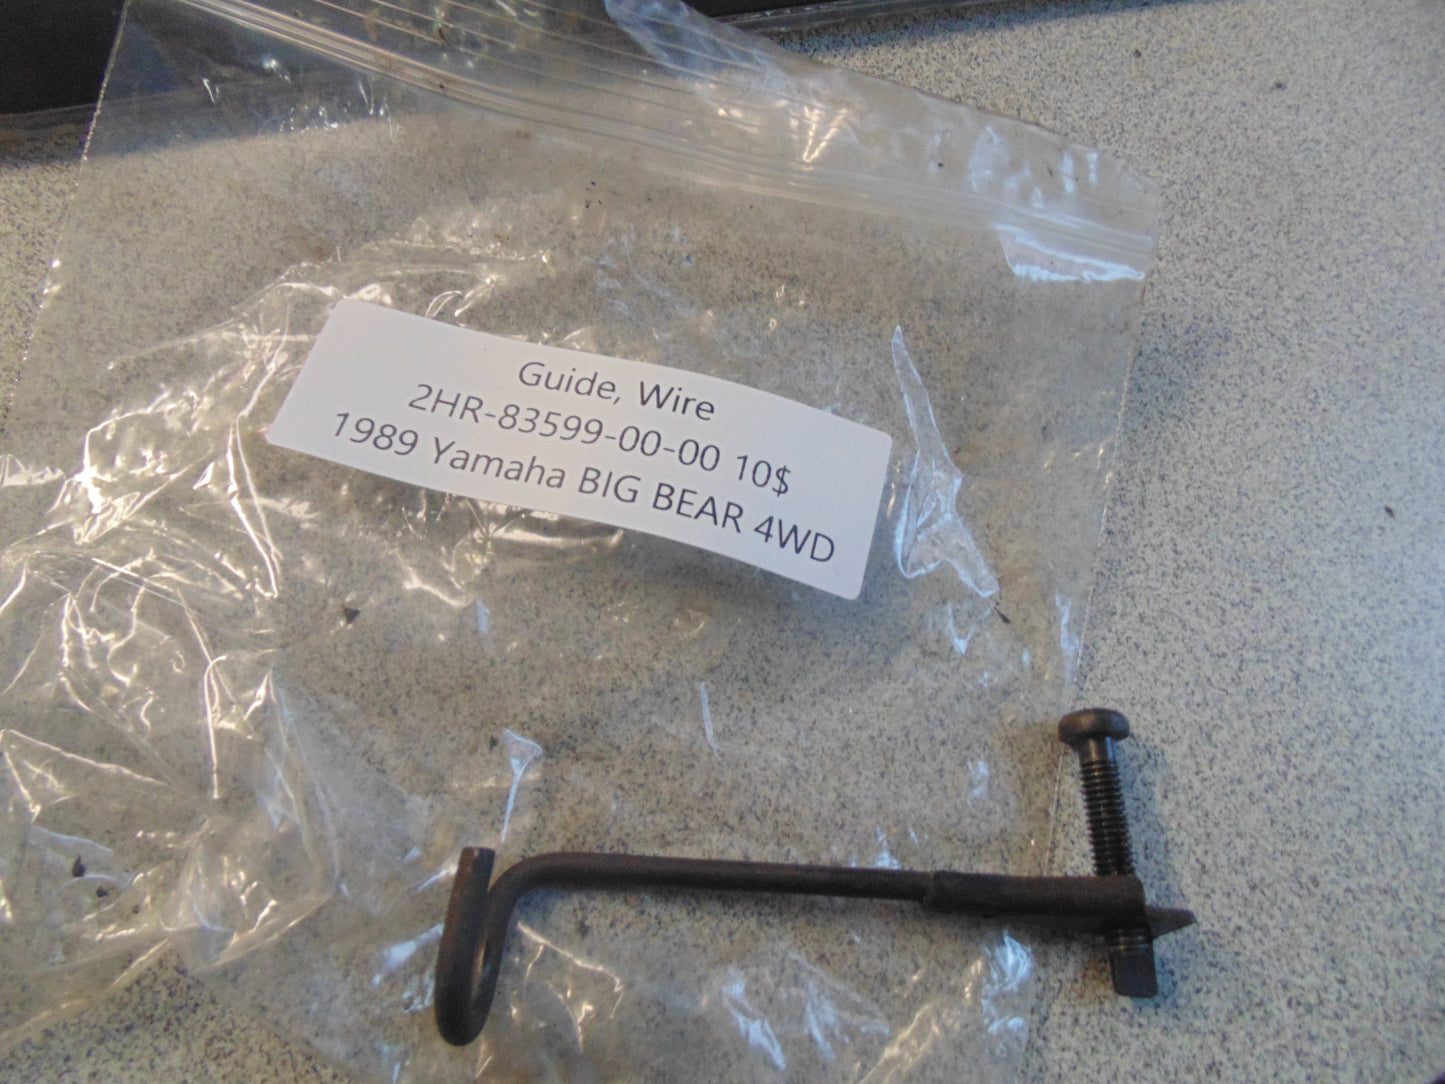 Guide, Wire
2HR-83599-00-00 10$
1989 Yamaha BIG BEAR 4WD